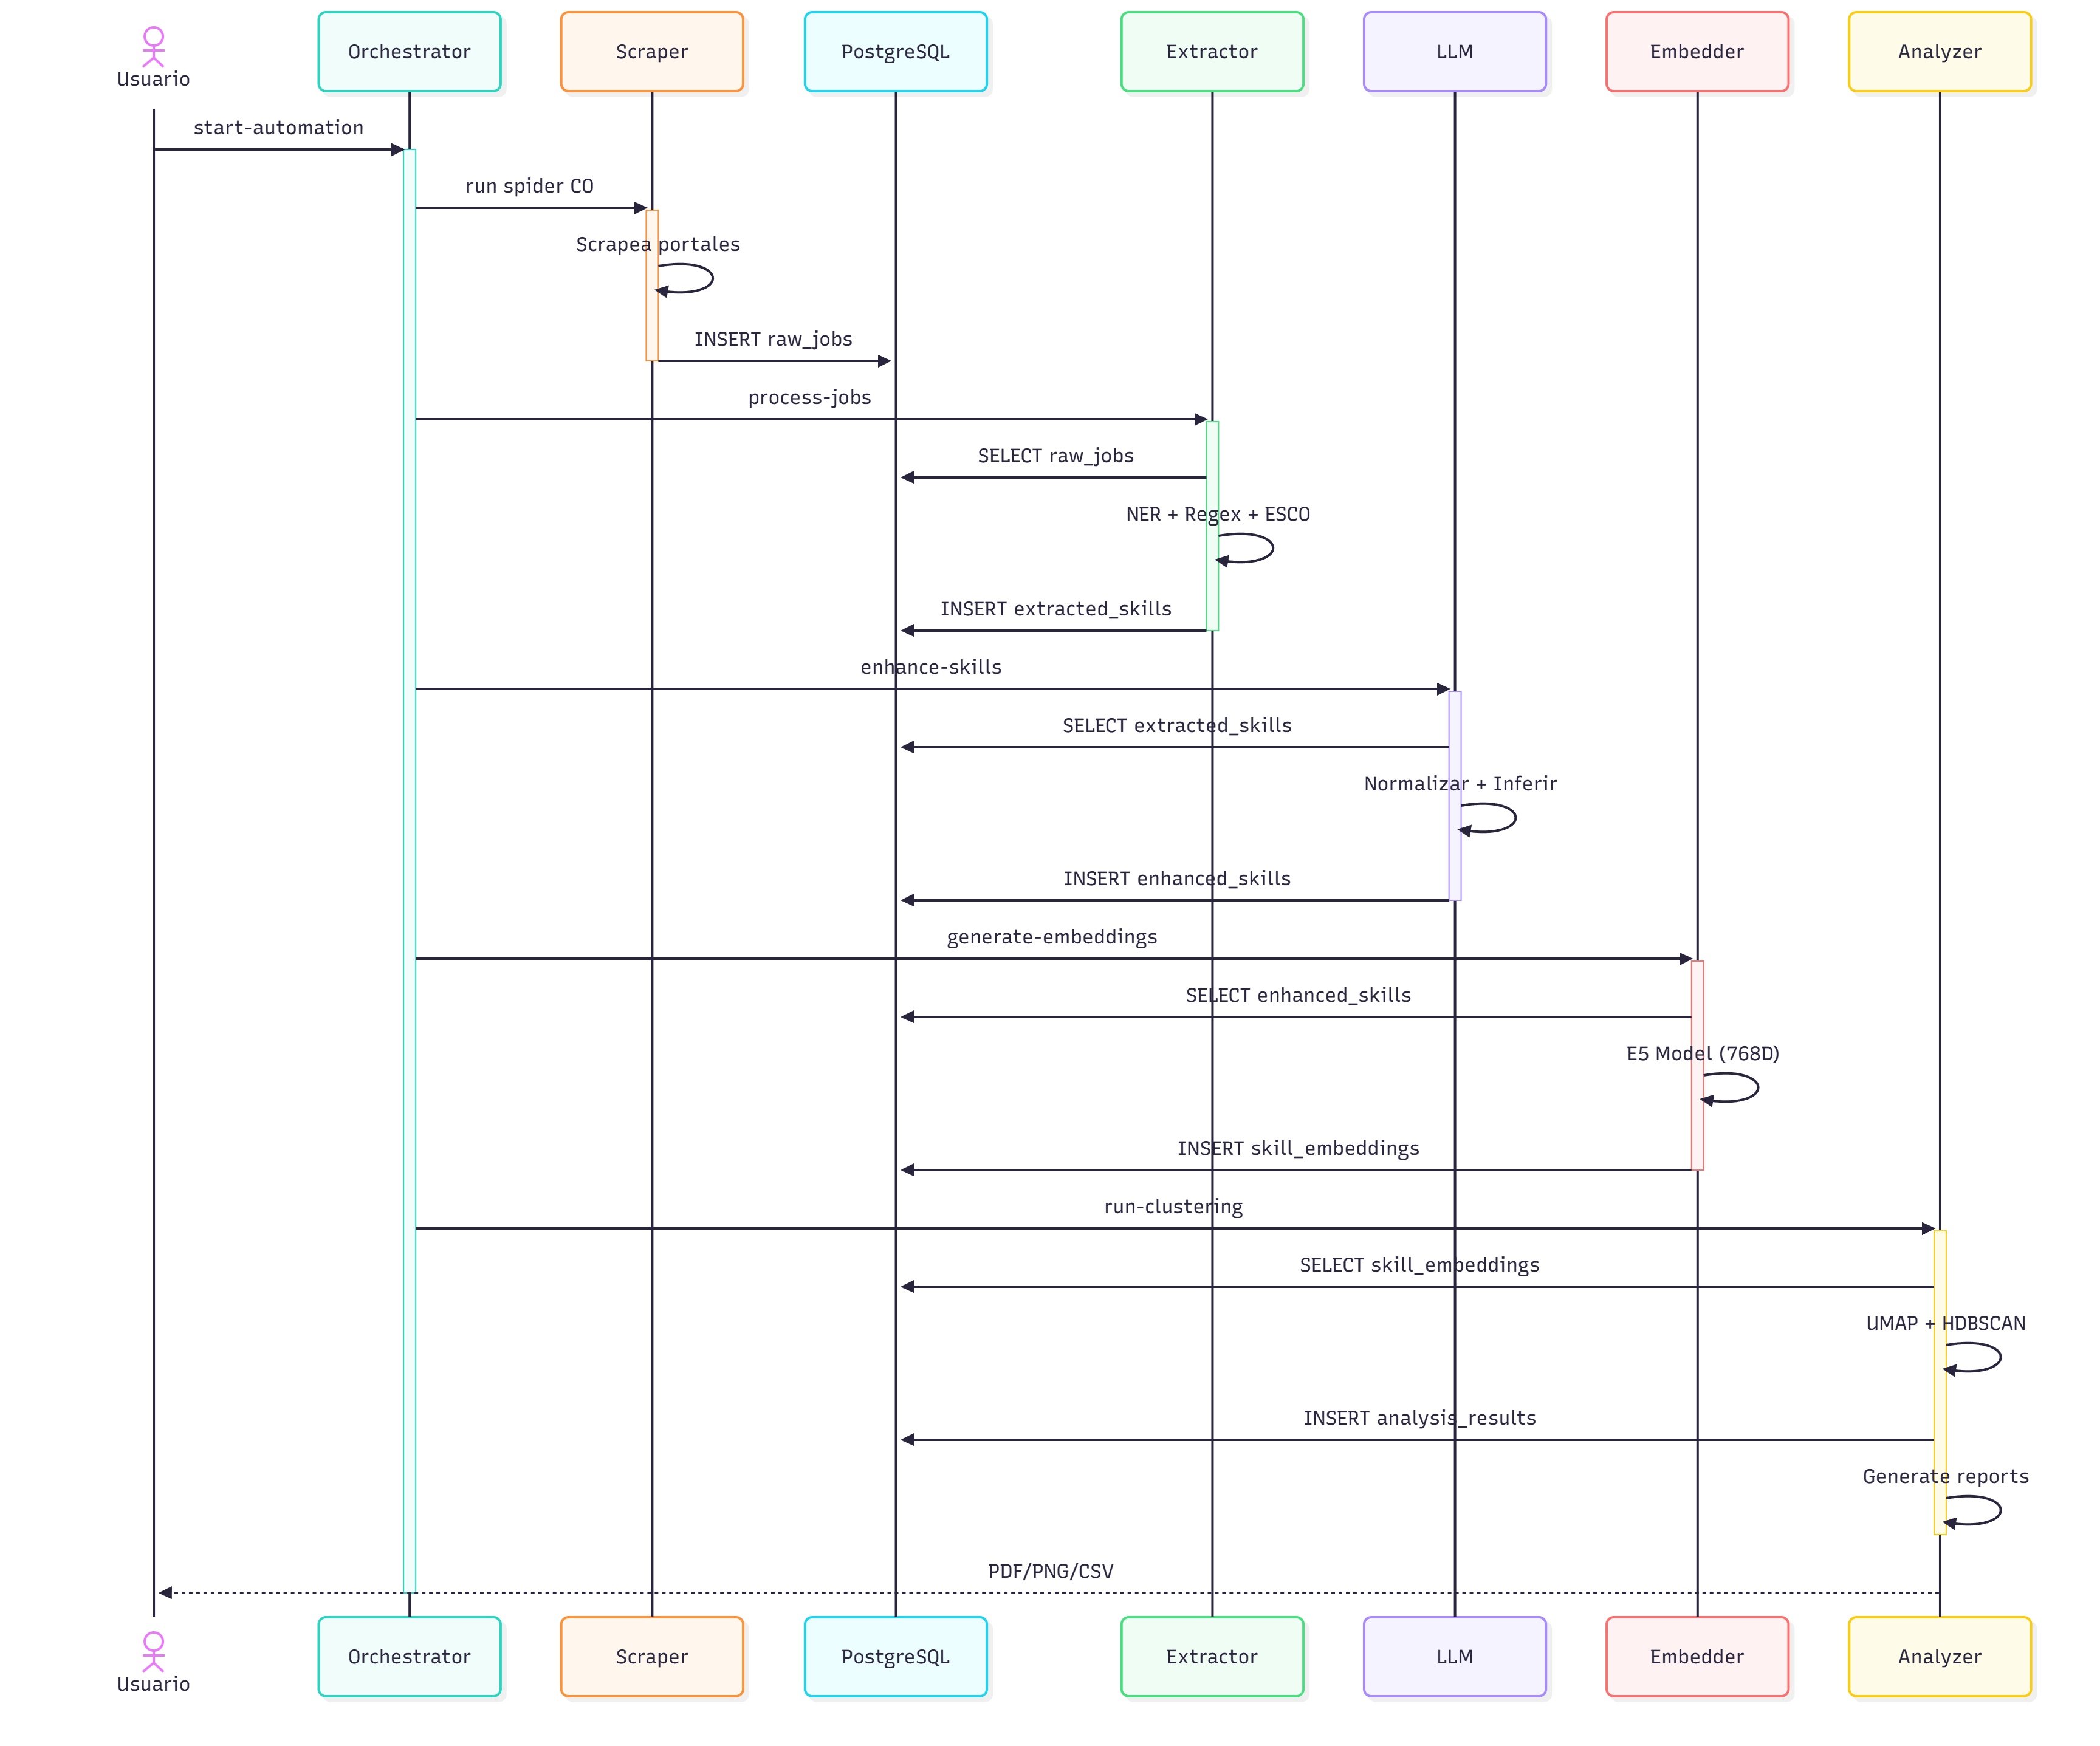 Usuario
Orchestrator
Scraper
PostgreSQL
Extractor
LLM
Embedder
Analyzer
start-automation
run spider CO
Scrapea portales
INSERT raw_jobs
process-jobs
SELECT raw_jobs
NER + Regex + ESCO
INSERT extracted_skills
enhance-skills
SELECT extracted_skills
Normalizar + Inferir
INSERT enhanced_skills
generate-embeddings
SELECT enhanced_skills
E5 Model (768D)
INSERT skill_embeddings
run-clustering
SELECT skill_embeddings
UMAP + HDBSCAN
INSERT analysis_results
Generate reports
PDF/PNG/CSV
Usuario
Orchestrator
Scraper
PostgreSQL
Extractor
LLM
Embedder
Analyzer